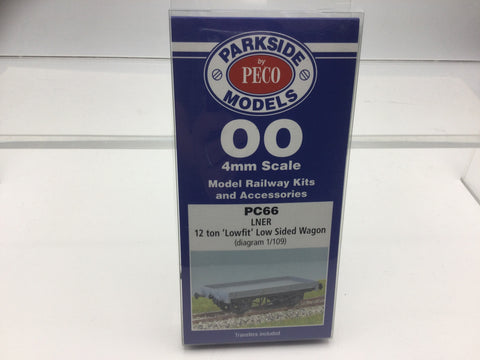 PARKSIDE
by
PECO
MODELS
OO
4mm Scale
Model Railway Kits
and Accessories
PC66
LNER
12 ton 'Lowfit' Low Sided Wagon
(diagram 1/109)
Transfers included